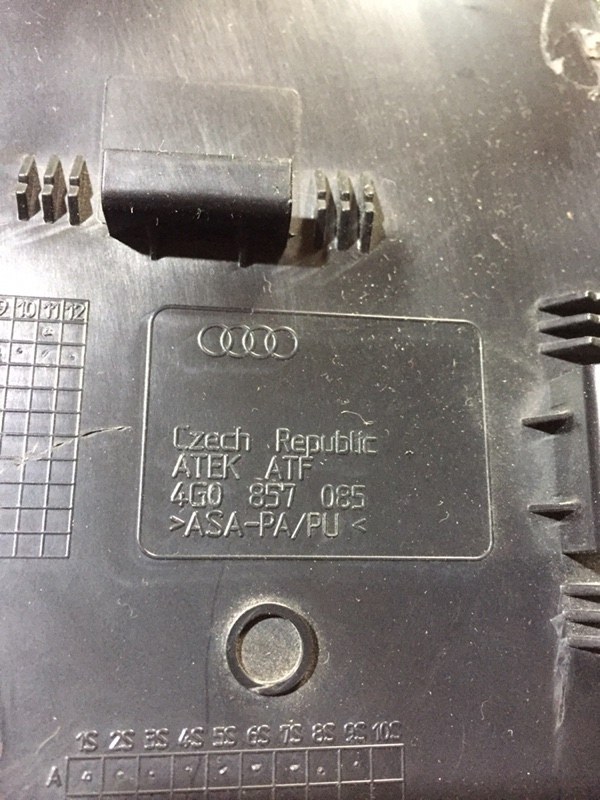 9 10 11 12
Czech Republic
ATEK ATF
4G0 857 085
>ASA-PA/PU<
1S 2S 3S 4S 5S 6S 7S 8S 9S 10S
A